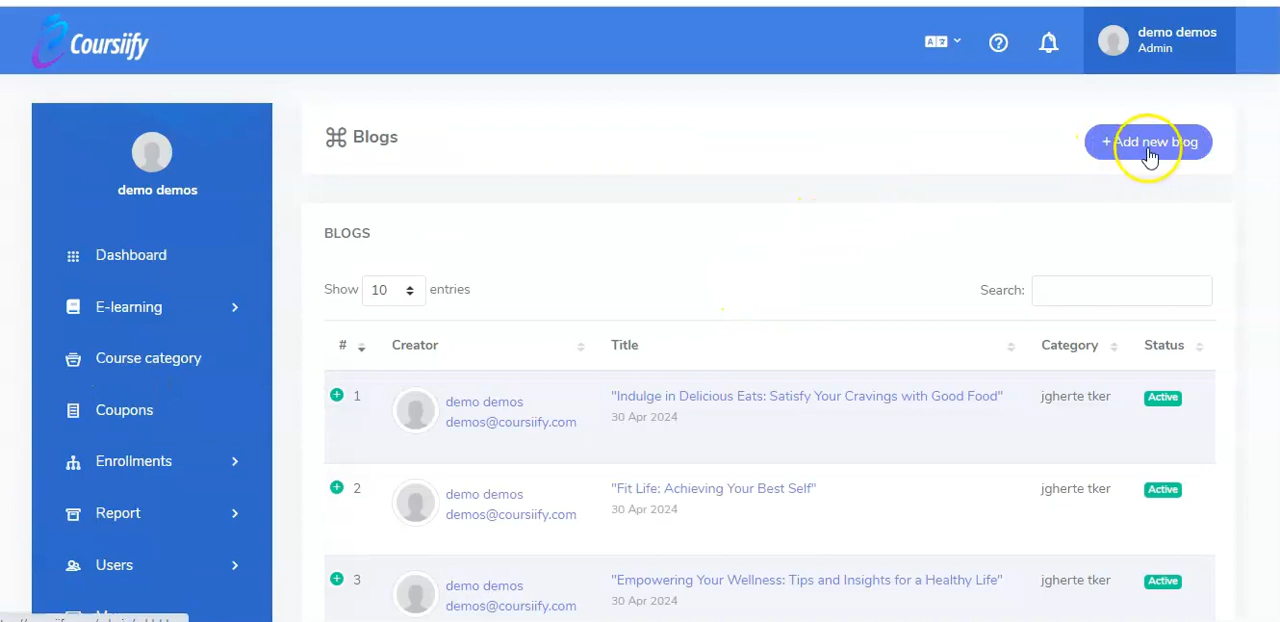 Coursiify
demo demos
Admin
demo demos
Dashboard
E-learning
Course category
Coupons
Enrollments
Report
Users
Blogs
+ Add new blog
BLOGS
Show 10 entries
Search:
# Creator Title Category Status
1 demo demos "Indulge in Delicious Eats: Satisfy Your Cravings with Good Food" jgherte tker Active
demos@coursiify.com 30 Apr 2024
2 demo demos "Fit Life: Achieving Your Best Self" jgherte tker Active
demos@coursiify.com 30 Apr 2024
3 demo demos "Empowering Your Wellness: Tips and Insights for a Healthy Life" jgherte tker Active
demos@coursiify.com 30 Apr 2024